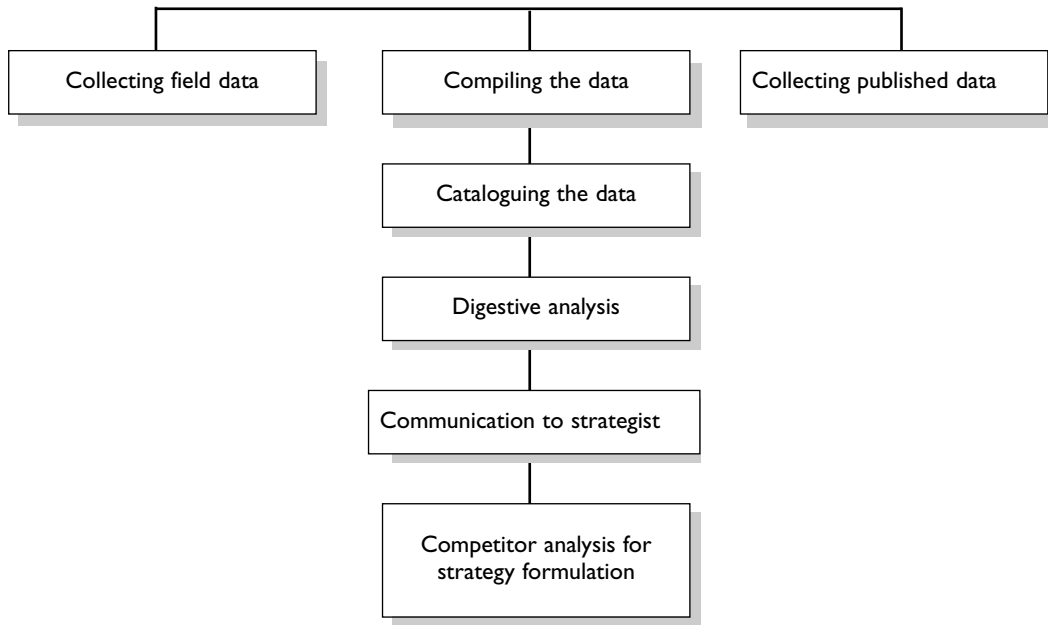 Collecting field data
Compiling the data
Collecting published data
Cataloguing the data
Digestive analysis
Communication to strategist
Competitor analysis for
strategy formulation